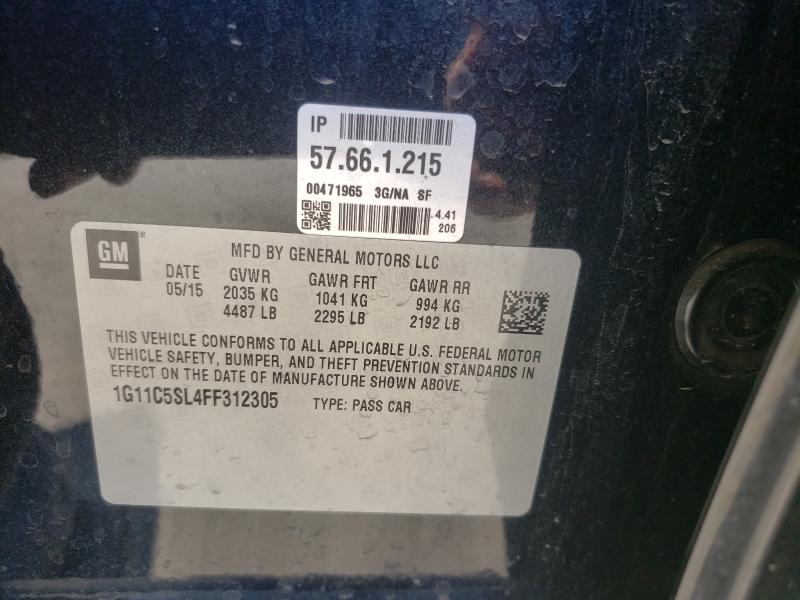 IP
57.66.1.215
00471965 3G/NA SF
4.41
206
GM
MFD BY GENERAL MOTORS LLC
DATE GVWR GAWR FRT GAWR RR
05/15 2035 KG 1041 KG 994 KG
4487 LB 2295 LB 2192 LB
THIS VEHICLE CONFORMS TO ALL APPLICABLE U.S. FEDERAL MOTOR
VEHICLE SAFETY, BUMPER, AND THEFT PREVENTION STANDARDS IN
EFFECT ON THE DATE OF MANUFACTURE SHOWN ABOVE.
1G11C5SL4FF312305 TYPE: PASS CAR